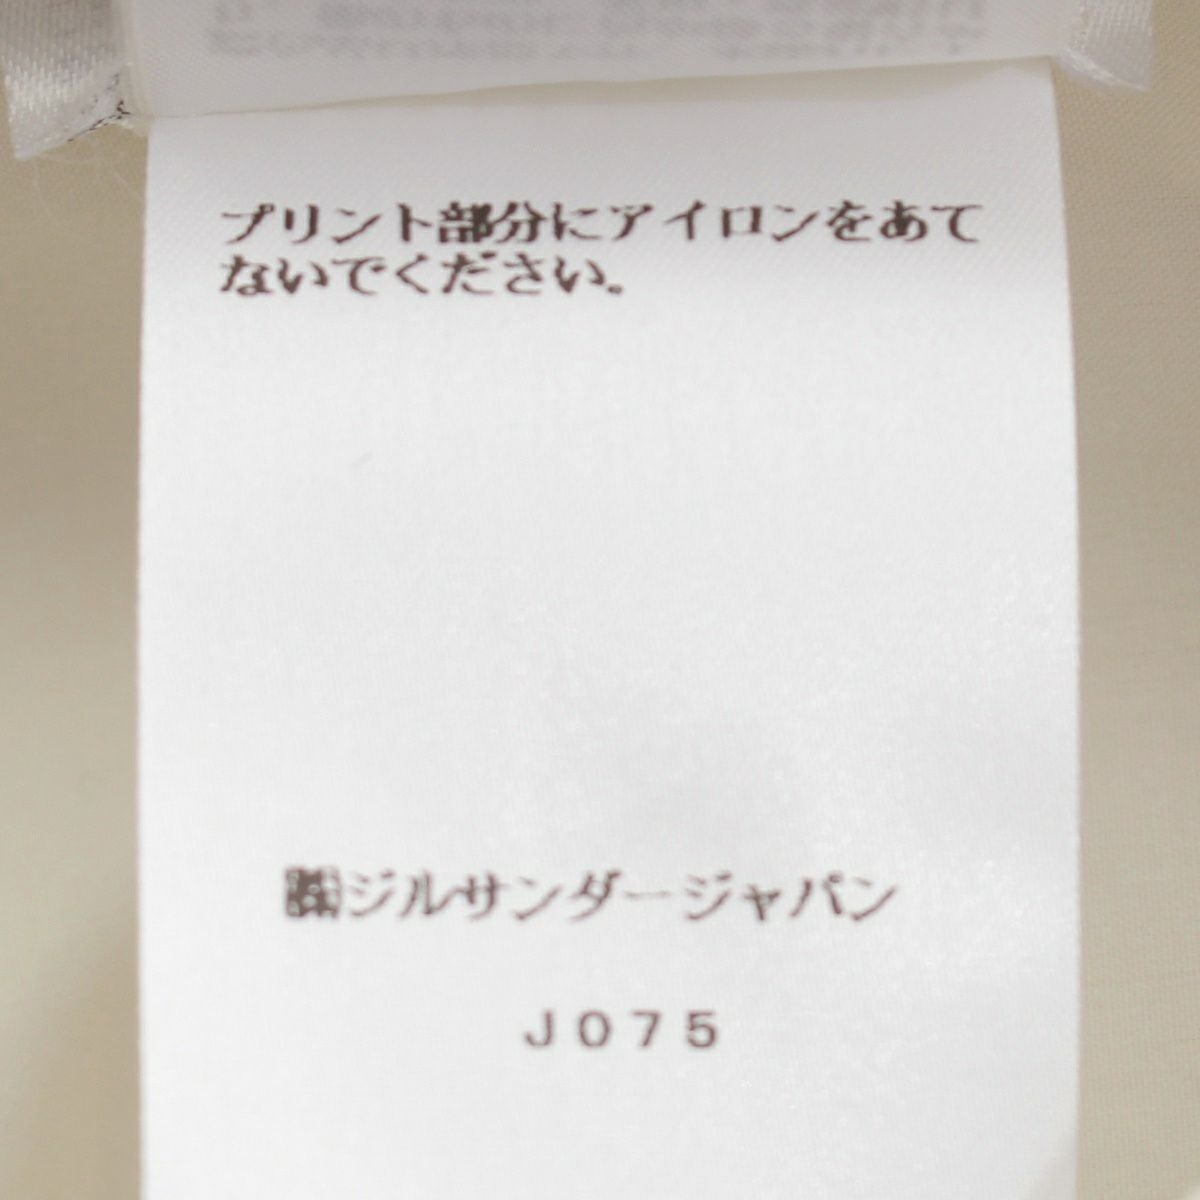 プリント部分にアイロンをあて
ないでください。
㈱ジルサンダージャパン
J075